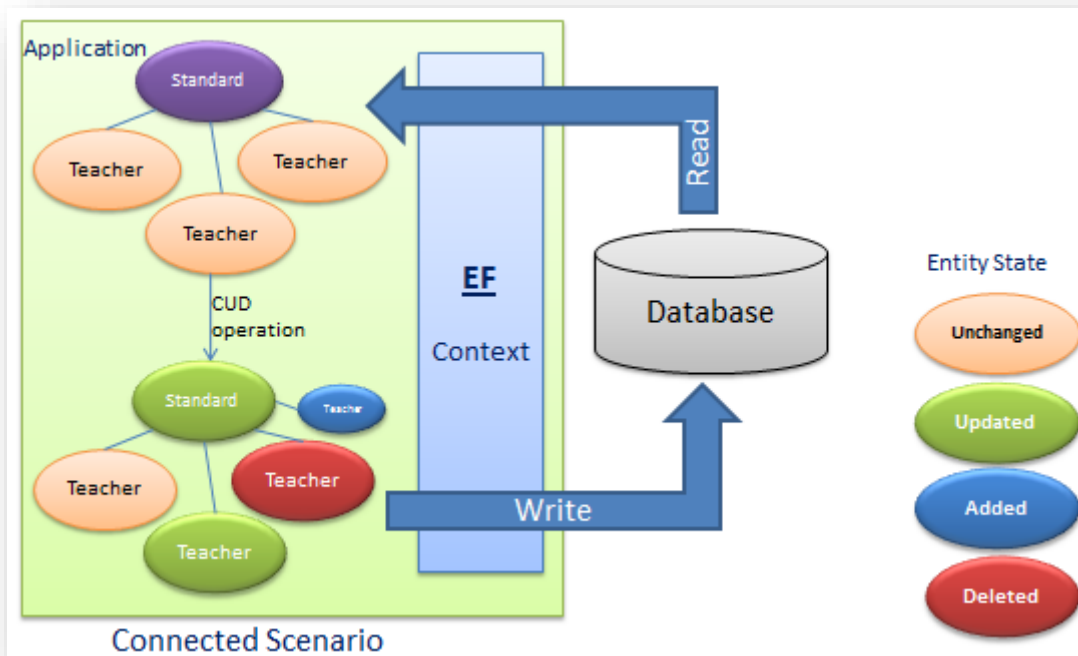 Application
Standard
Teacher
Teacher
Teacher
CUD
operation
Standard
Teacher
Teacher
Teacher
Teacher
EF
Context
Read
Database
Write
Connected Scenario
Entity State
Unchanged
Updated
Added
Deleted